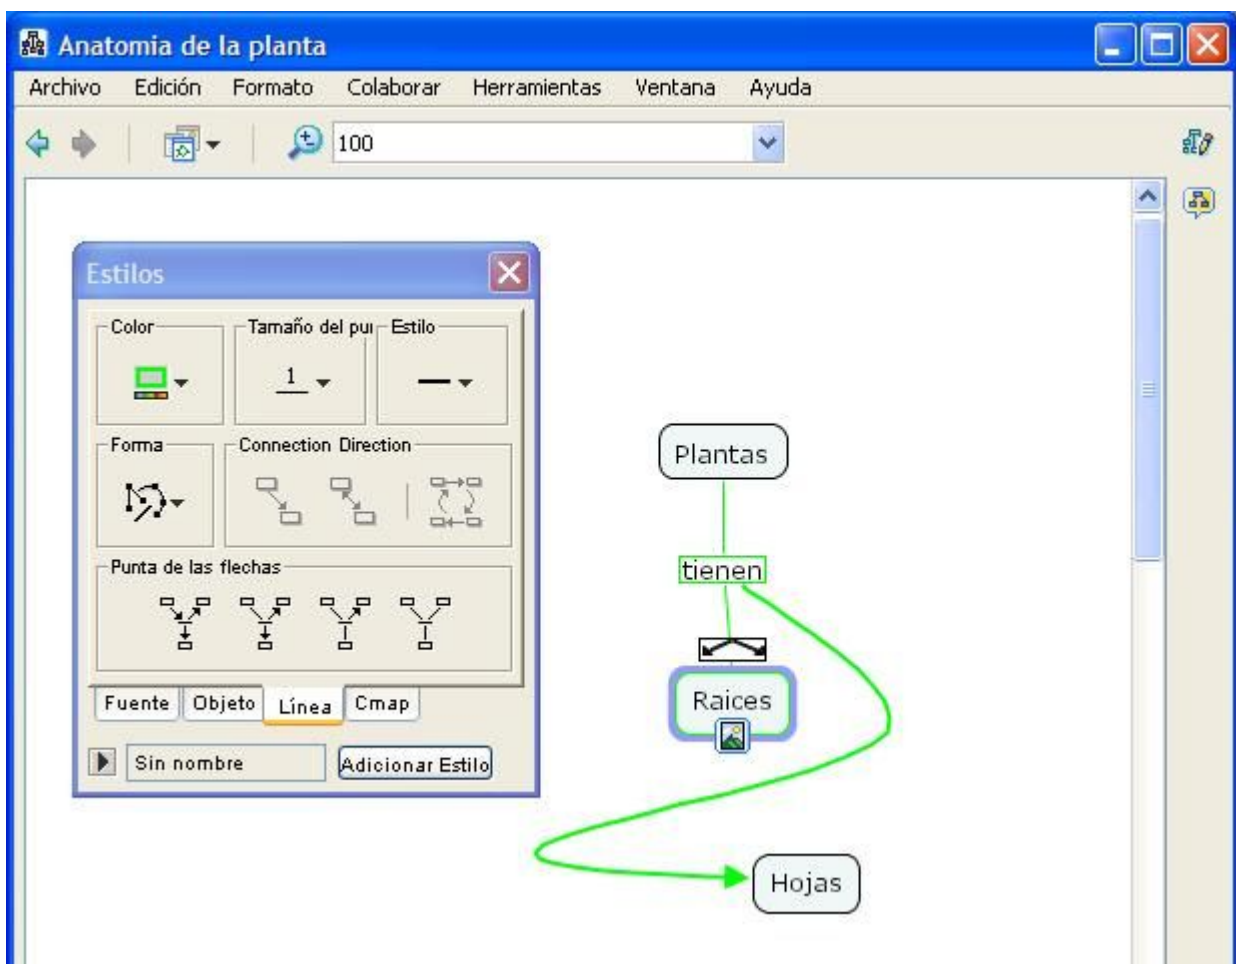 Anatomia de la planta
Archivo Edición Formato Colaborar Herramientas Ventana Ayuda
100
Estilos
Color Tamaño del pu Estilo
1
Forma Connection Direction
Punta de las flechas
Fuente Objeto Línea Cmap
Sin nombre Adicionar Estilo
Plantas
tienen
Raices
Hojas